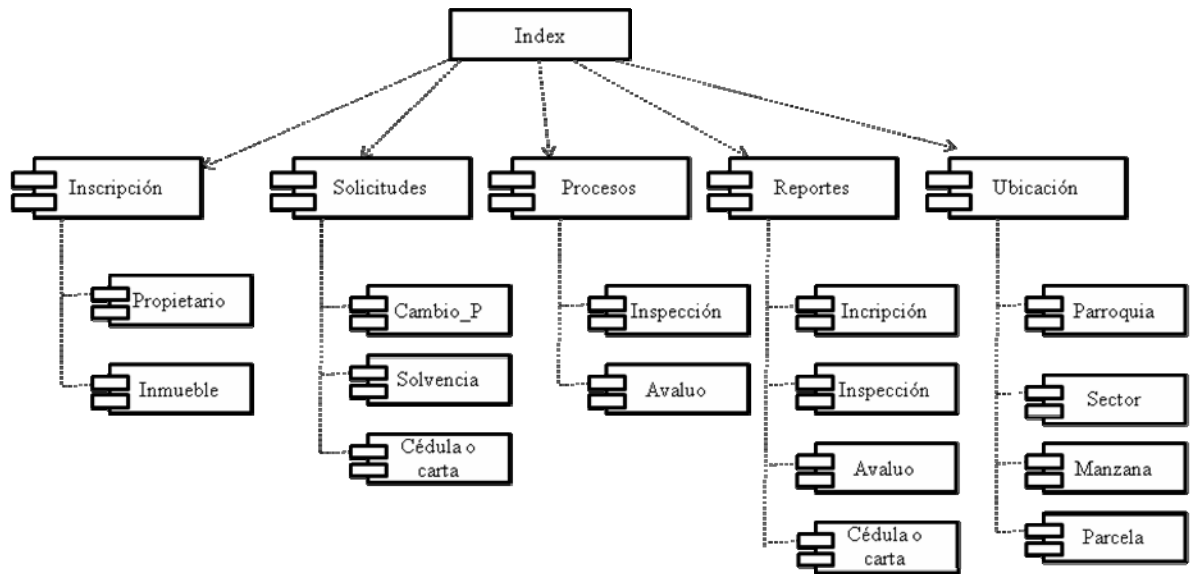 Index
Inscripción
Solicitudes
Procesos
Reportes
Ubicación
Propietario
Inmueble
Cambio_P
Solvencia
Cédula o
carta
Inspección
Avaluo
Incripción
Inspección
Avaluo
Cédula o
carta
Parroquia
Sector
Manzana
Parcela